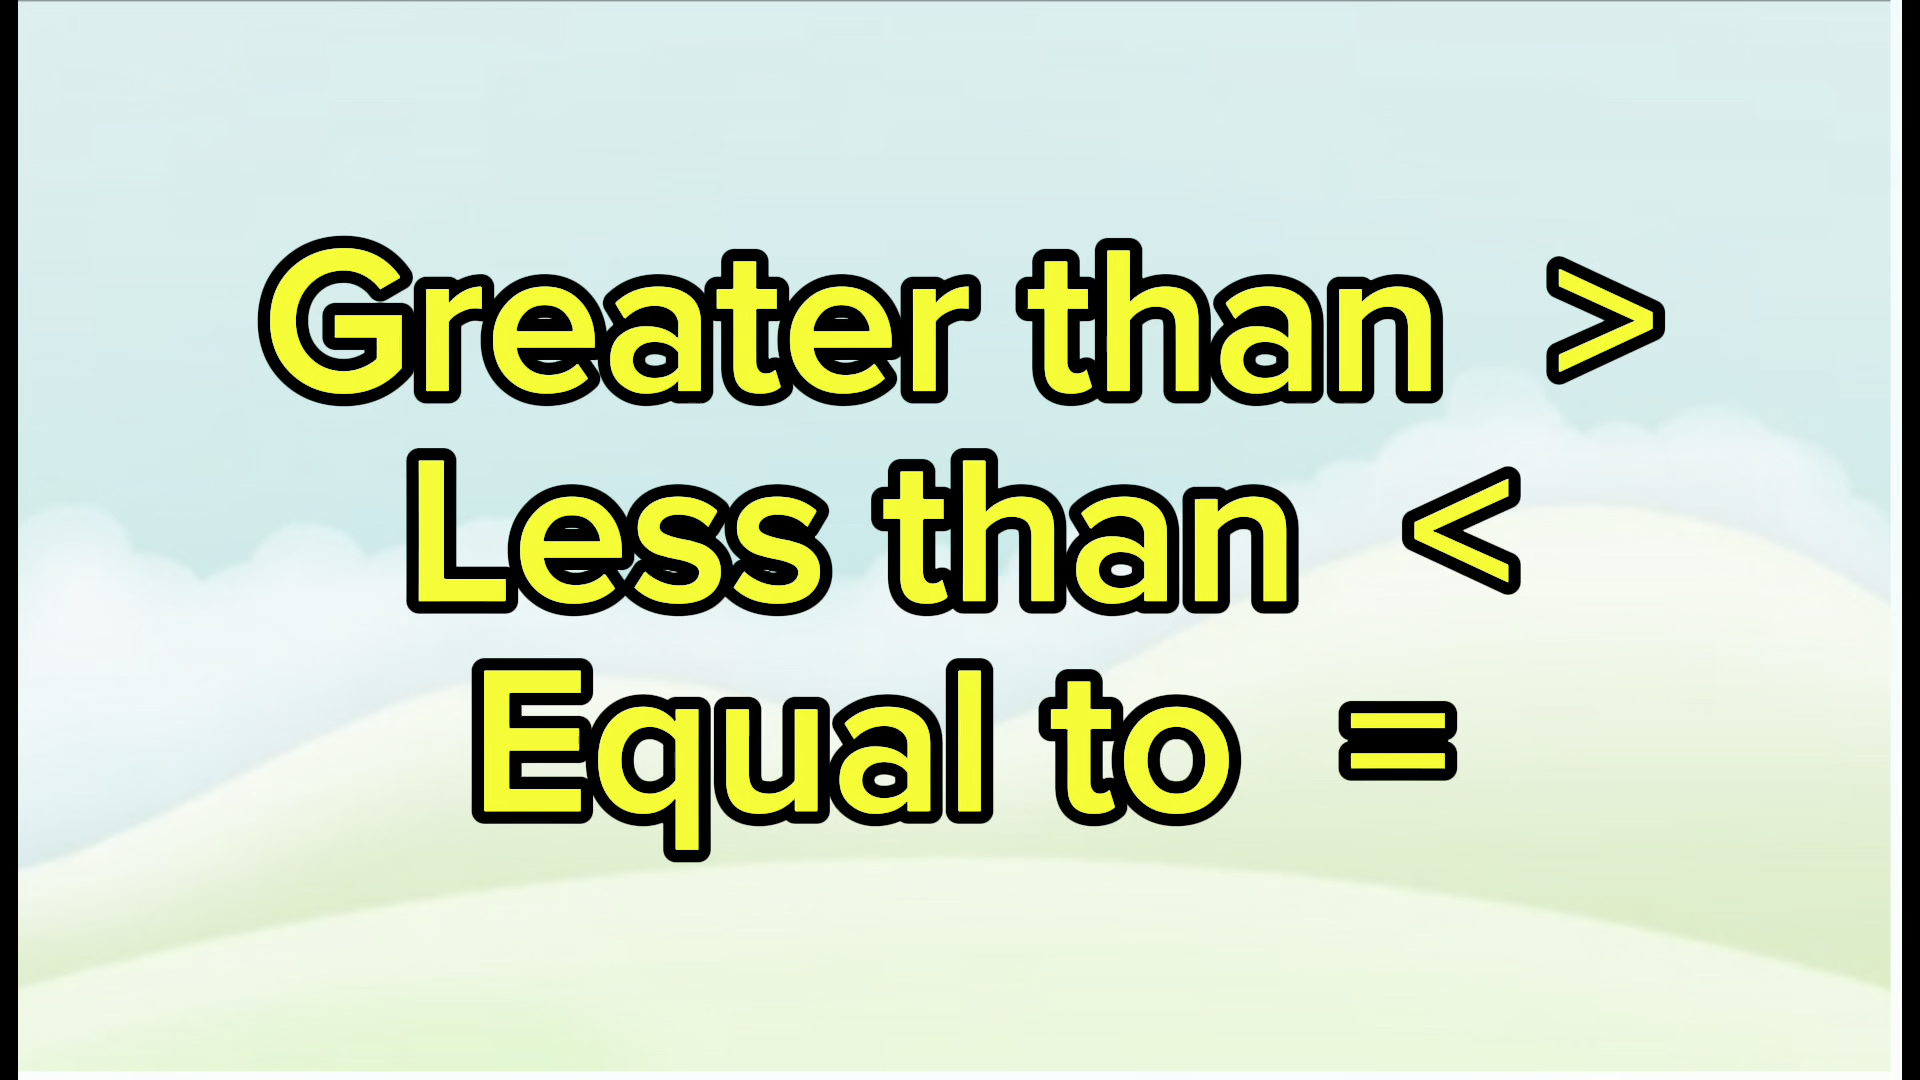 Greater than >
Less than <
Equal to =